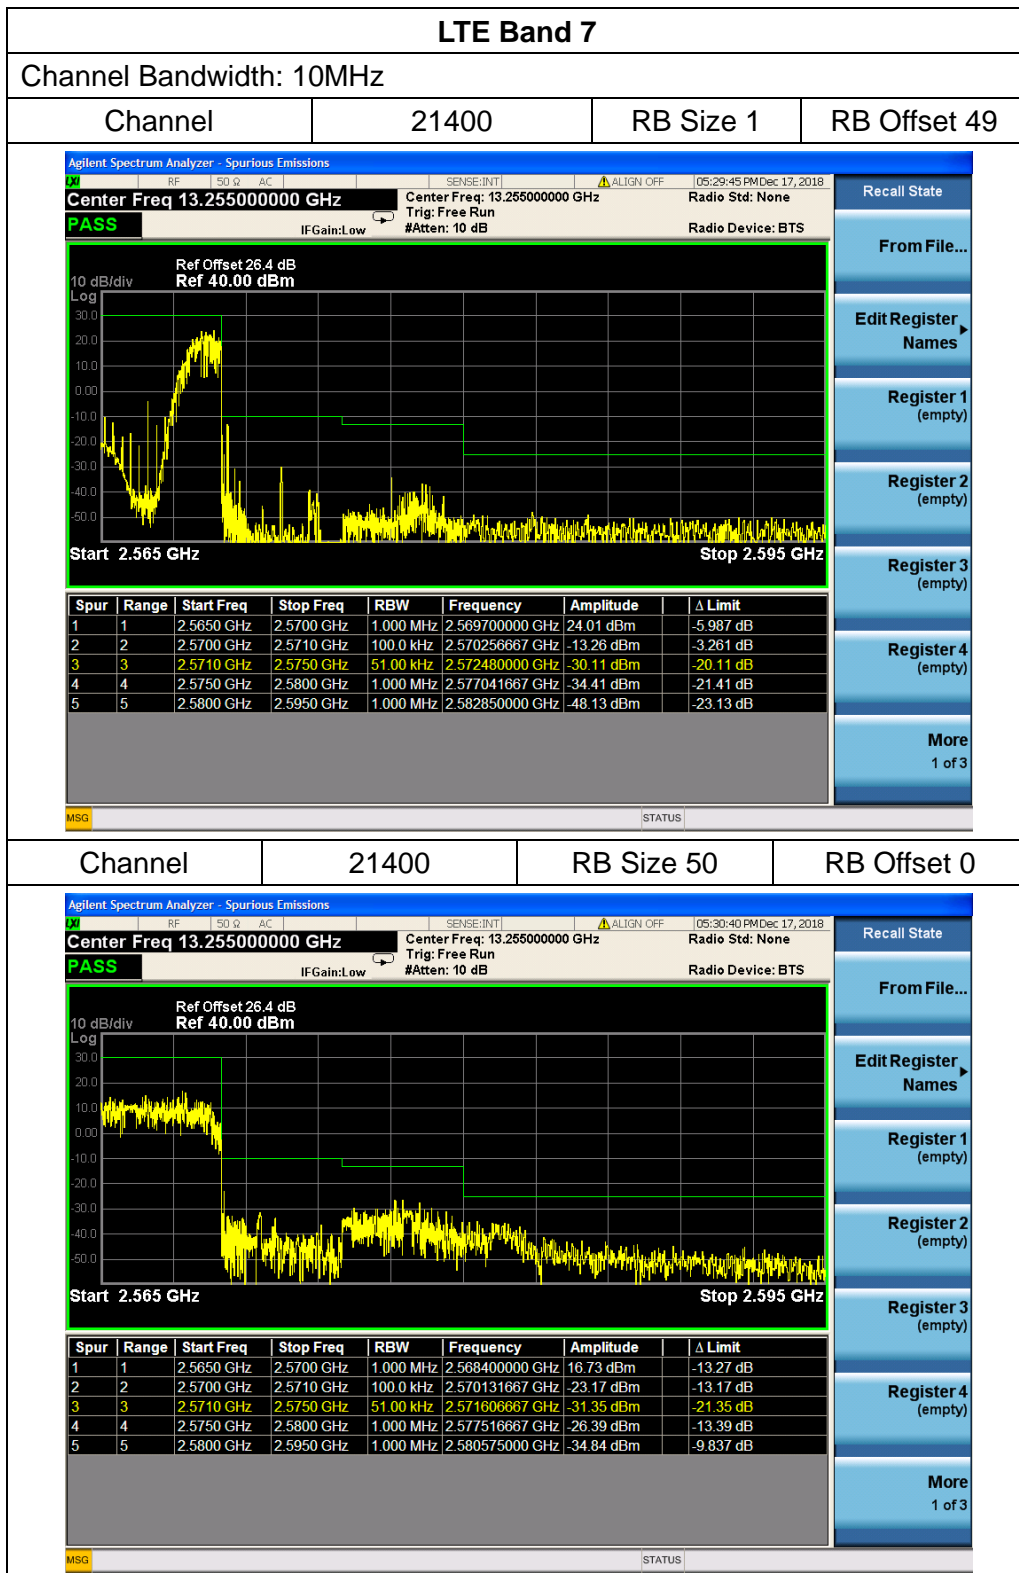 LTE Band 7
Channel Bandwidth: 10MHz
Channel 21400 RB Size 1 RB Offset 49
Agilent Spectrum Analyzer - Spurious Emissions
LXI RF 50 Ω AC SENSE:INT ALIGN OFF 05:29:45 PM Dec 17, 2018
Center Freq 13.255000000 GHz Center Freq: 13.255000000 GHz Radio Std: None
Trig: Free Run
PASS IFGain:Low #Atten: 10 dB Radio Device: BTS
Ref Offset 26.4 dB
10 dB/div Ref 40.00 dBm
Log
30.0
20.0
10.0
0.00
-10.0
-20.0
-30.0
-40.0
-50.0
Start 2.565 GHz Stop 2.595 GHz
Spur Range Start Freq Stop Freq RBW Frequency Amplitude Δ Limit
1 1 2.5650 GHz 2.5700 GHz 1.000 MHz 2.569700000 GHz 24.01 dBm -5.987 dB
2 2 2.5700 GHz 2.5710 GHz 100.0 kHz 2.570256667 GHz -13.26 dBm -3.261 dB
3 3 2.5710 GHz 2.5750 GHz 51.00 kHz 2.572480000 GHz -30.11 dBm -20.11 dB
4 4 2.5750 GHz 2.5800 GHz 1.000 MHz 2.577041667 GHz -34.41 dBm -21.41 dB
5 5 2.5800 GHz 2.5950 GHz 1.000 MHz 2.582850000 GHz -48.13 dBm -23.13 dB
MSG STATUS
Recall State
From File...
Edit Register
Names
Register 1
(empty)
Register 2
(empty)
Register 3
(empty)
Register 4
(empty)
More
1 of 3
Channel 21400 RB Size 50 RB Offset 0
Agilent Spectrum Analyzer - Spurious Emissions
LXI RF 50 Ω AC SENSE:INT ALIGN OFF 05:30:40 PM Dec 17, 2018
Center Freq 13.255000000 GHz Center Freq: 13.255000000 GHz Radio Std: None
Trig: Free Run
PASS IFGain:Low #Atten: 10 dB Radio Device: BTS
Ref Offset 26.4 dB
10 dB/div Ref 40.00 dBm
Log
30.0
20.0
10.0
0.00
-10.0
-20.0
-30.0
-40.0
-50.0
Start 2.565 GHz Stop 2.595 GHz
Spur Range Start Freq Stop Freq RBW Frequency Amplitude Δ Limit
1 1 2.5650 GHz 2.5700 GHz 1.000 MHz 2.568400000 GHz 16.73 dBm -13.27 dB
2 2 2.5700 GHz 2.5710 GHz 100.0 kHz 2.570131667 GHz -23.17 dBm -13.17 dB
3 3 2.5710 GHz 2.5750 GHz 51.00 kHz 2.571606667 GHz -31.35 dBm -21.35 dB
4 4 2.5750 GHz 2.5800 GHz 1.000 MHz 2.577516667 GHz -26.39 dBm -13.39 dB
5 5 2.5800 GHz 2.5950 GHz 1.000 MHz 2.580575000 GHz -34.84 dBm -9.837 dB
MSG STATUS
Recall State
From File...
Edit Register
Names
Register 1
(empty)
Register 2
(empty)
Register 3
(empty)
Register 4
(empty)
More
1 of 3